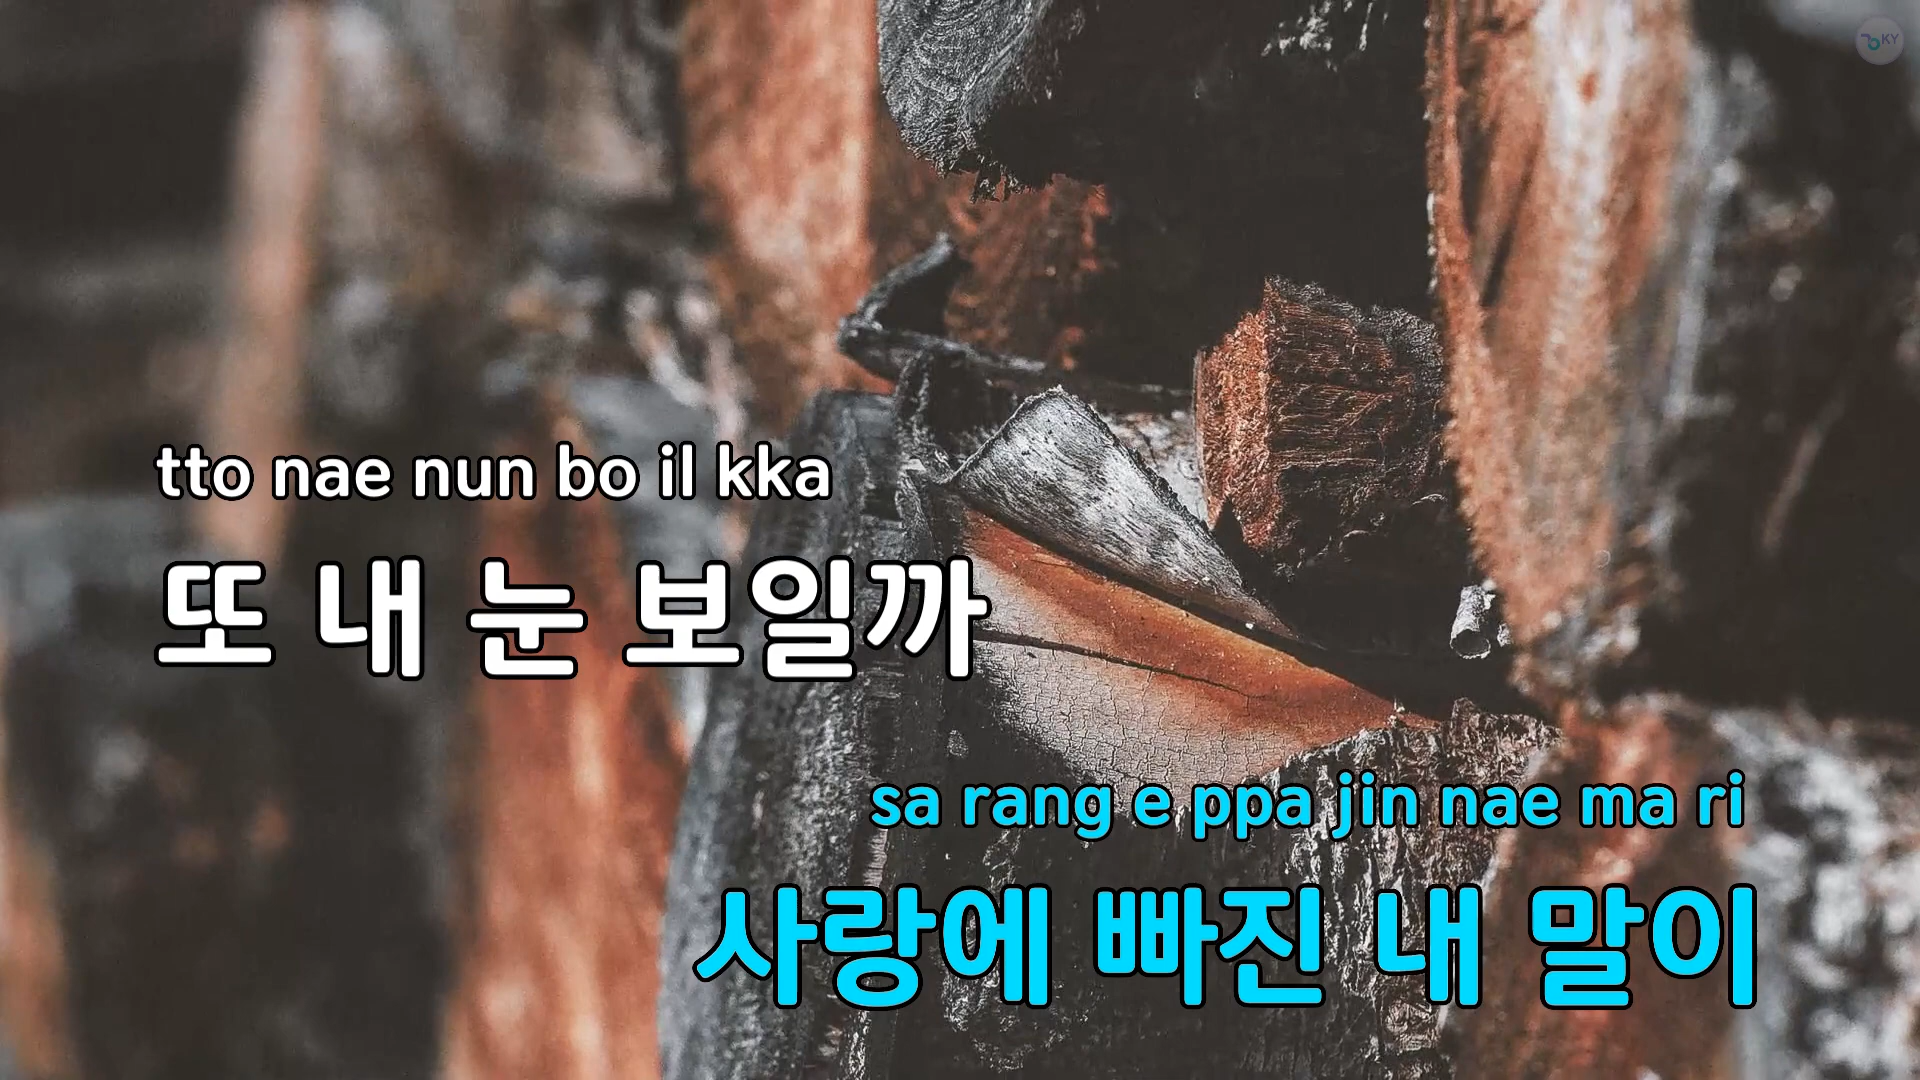 KY
tto nae nun bo il kka
또 내 눈 보일까
sa rang e ppa jin nae ma ri
사랑에 빠진 내 말이